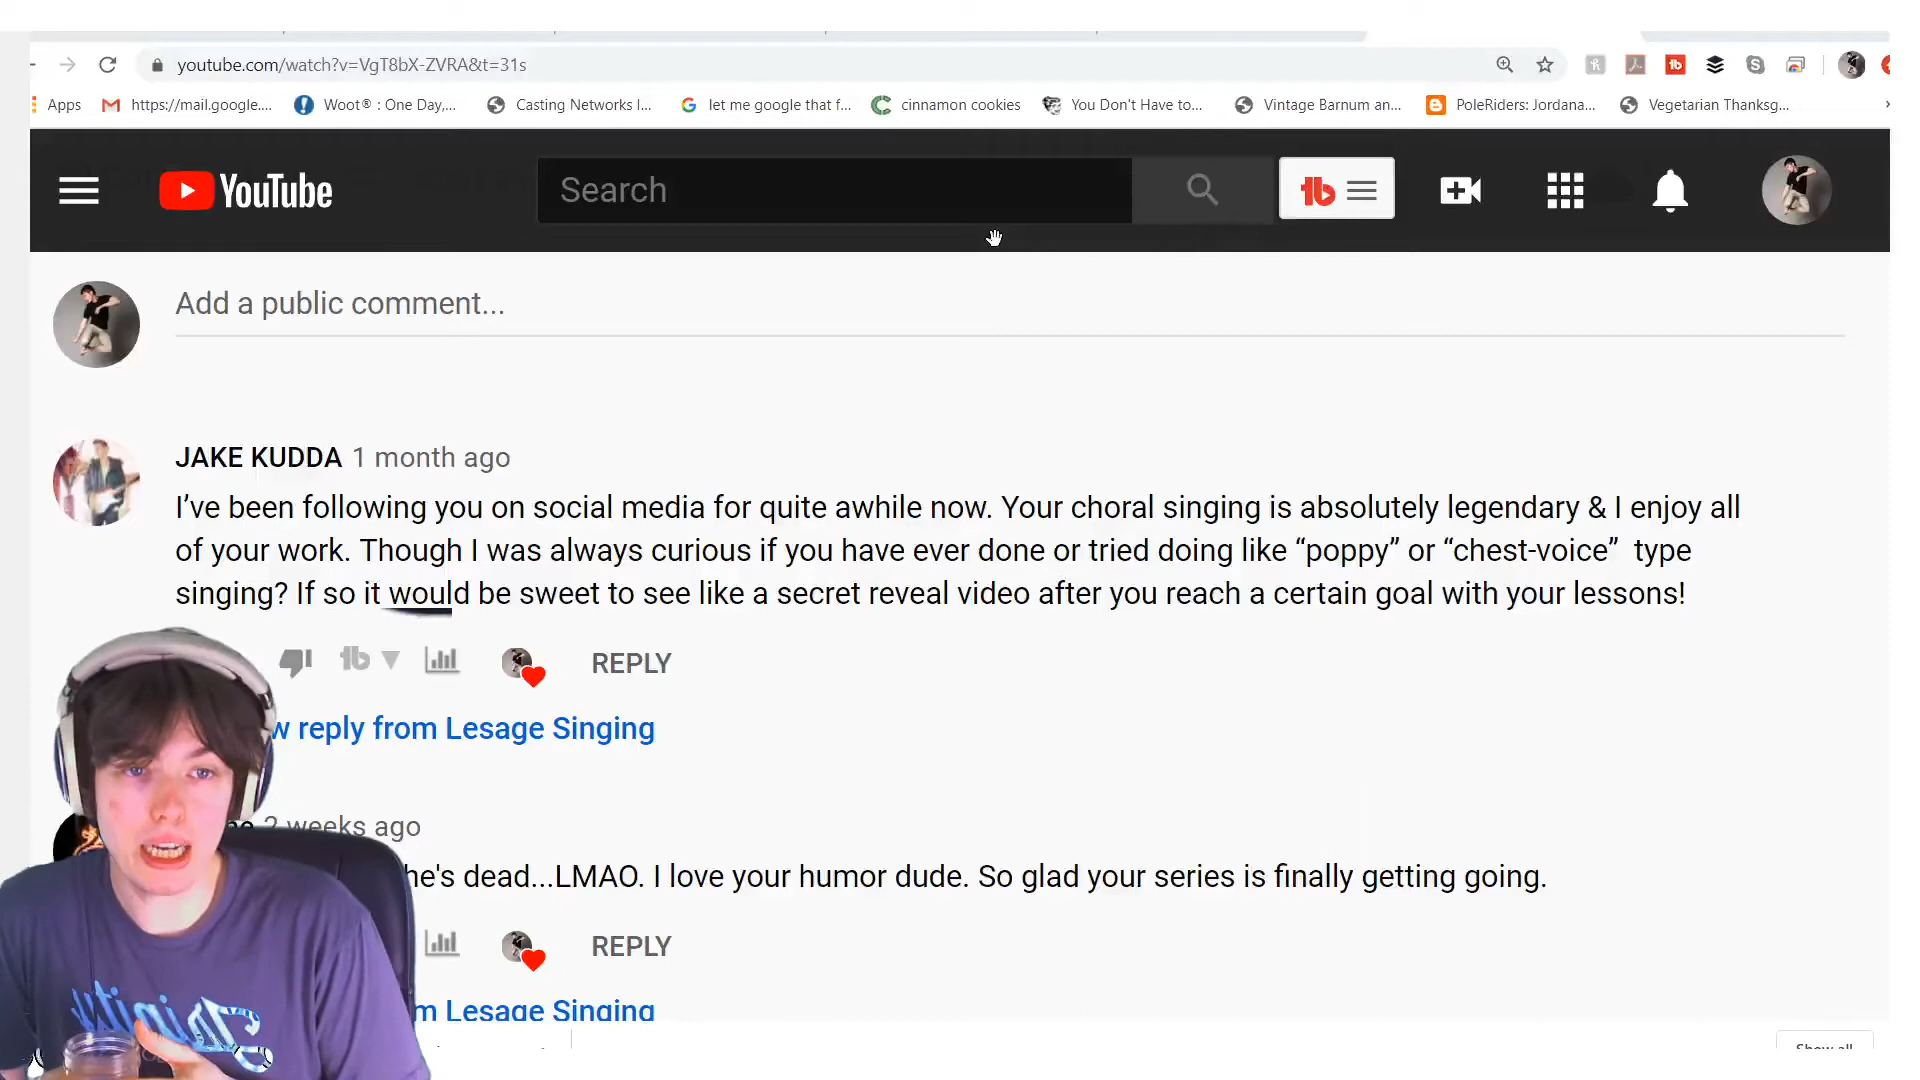 youtube.com/watch?v=VgT8bX-ZVRA&t=31s
Apps https://mail.google.... Woot® : One Day,... Casting Networks I... let me google that f... cinnamon cookies You Don't Have to... Vintage Barnum an... PoleRiders: Jordana... Vegetarian Thanksg...
YouTube Search tb
Add a public comment...
JAKE KUDDA 1 month ago
I’ve been following you on social media for quite awhile now. Your choral singing is absolutely legendary & I enjoy all
of your work. Though I was always curious if you have ever done or tried doing like “poppy” or “chest-voice” type
singing? If so it would be sweet to see like a secret reveal video after you reach a certain goal with your lessons!
tb REPLY
w reply from Lesage Singing
2 weeks ago
he's dead...LMAO. I love your humor dude. So glad your series is finally getting going.
REPLY
m Lesage Singing
Show all